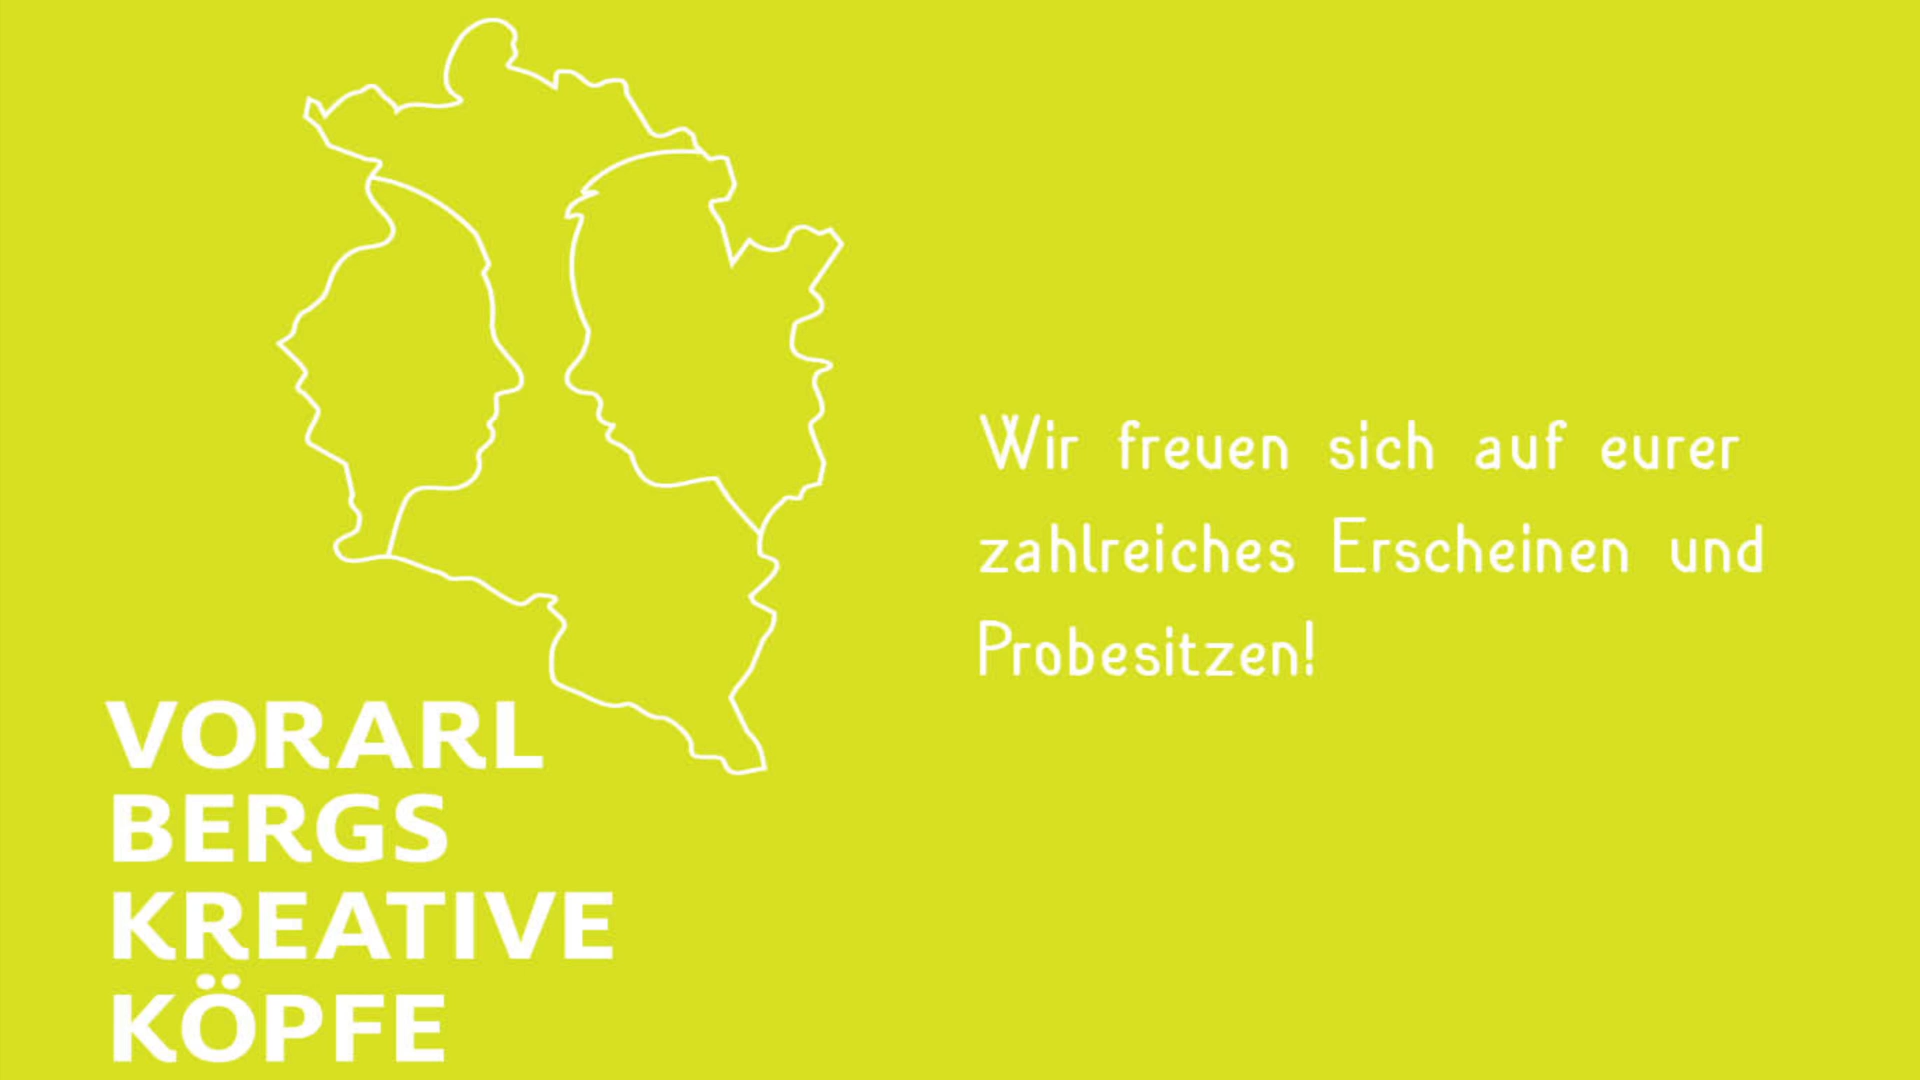 Wir freuen sich auf eurer
zahlreiches Erscheinen und
Probesitzen!
VORARL
BERGS
KREATIVE
KÖPFE